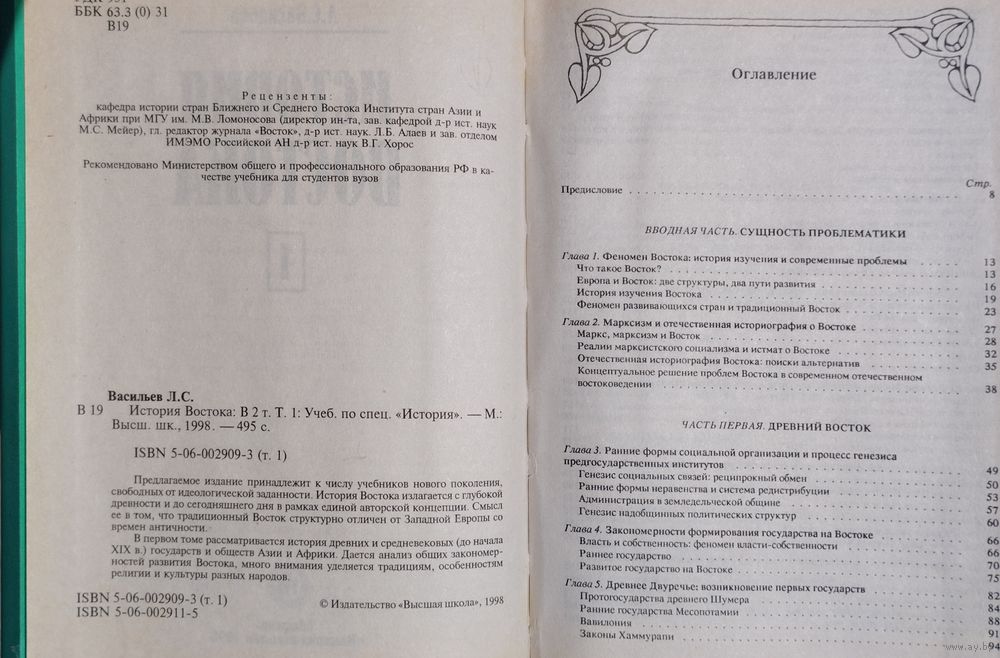 УДК 931
ББК 63.3 (0) 31
В19
Рецензенты:
кафедра истории стран Ближнего и Среднего Востока Института стран Азии и
Африки при МГУ им. М.В. Ломоносова (директор ин-та, зав. кафедрой д-р ист. наук
М.С. Мейер), гл. редактор журнала «Восток», д-р ист. наук. Л.Б. Алаев и зав. отделом
ИМЭМО Российской АН д-р ист. наук В.Г. Хорос
Рекомендовано Министерством общего и профессионального образования РФ в ка-
честве учебника для студентов вузов
Васильев Л.С.
В 19 История Востока: В 2 т. Т. 1: Учеб. по спец. «История». — М.:
Высш. шк., 1998. — 495 с.
ISBN 5-06-002909-3 (т. 1)
Предлагаемое издание принадлежит к числу учебников нового поколения,
свободных от идеологической заданности. История Востока излагается с глубокой
древности и до сегодняшнего дня в рамках единой авторской концепции. Смысл
ее в том, что традиционный Восток структурно отличен от Западной Европы со
времен античности.
В первом томе рассматривается история древних и средневековых (до начала
XIX в.) государств и обществ Азии и Африки. Дается анализ общих закономер-
ностей развития Востока, много внимания уделяется традициям, особенностям
религии и культуры разных народов.
ISBN 5-06-002909-3 (т. 1)
ISBN 5-06-002911-5
© Издательство «Высшая школа», 1998
Оглавление
Стр.
Предисловие . . . 8
ВВОДНАЯ ЧАСТЬ. СУЩНОСТЬ ПРОБЛЕМАТИКИ
Глава 1. Феномен Востока: история изучения и современные проблемы . . . 13
Что такое Восток? . . . 13
Европа и Восток: две структуры, два пути развития . . . 16
История изучения Востока . . . 19
Феномен развивающихся стран и традиционный Восток . . . 23
Глава 2. Марксизм и отечественная историография о Востоке . . . 27
Маркс, марксизм и Восток . . . 28
Реалии марксистского социализма и истмат о Востоке . . . 32
Отечественная историография Востока: поиски альтернатив . . . 35
Концептуальное решение проблем Востока в современном отечественном
востоковедении . . . 38
ЧАСТЬ ПЕРВАЯ. ДРЕВНИЙ ВОСТОК
Глава 3. Ранние формы социальной организации и процесс генезиса
предгосударственных институтов . . . 49
Генезис социальных связей: реципрокный обмен . . . 50
Ранние формы неравенства и система редистрибуции . . . 53
Администрация в земледельческой общине . . . 57
Генезис надобщинных политических структур . . . 60
Глава 4. Закономерности формирования государства на Востоке . . . 66
Власть и собственность: феномен власти-собственности . . . 66
Раннее государство . . . 70
Развитое государство на Востоке . . . 75
Глава 5. Древнее Двуречье: возникновение первых государств . . . 82
Протогосударства древнего Шумера . . . 84
Ранние государства Месопотамии . . . 88
Вавилония . . . 91
Законы Хаммурапи . . . 94